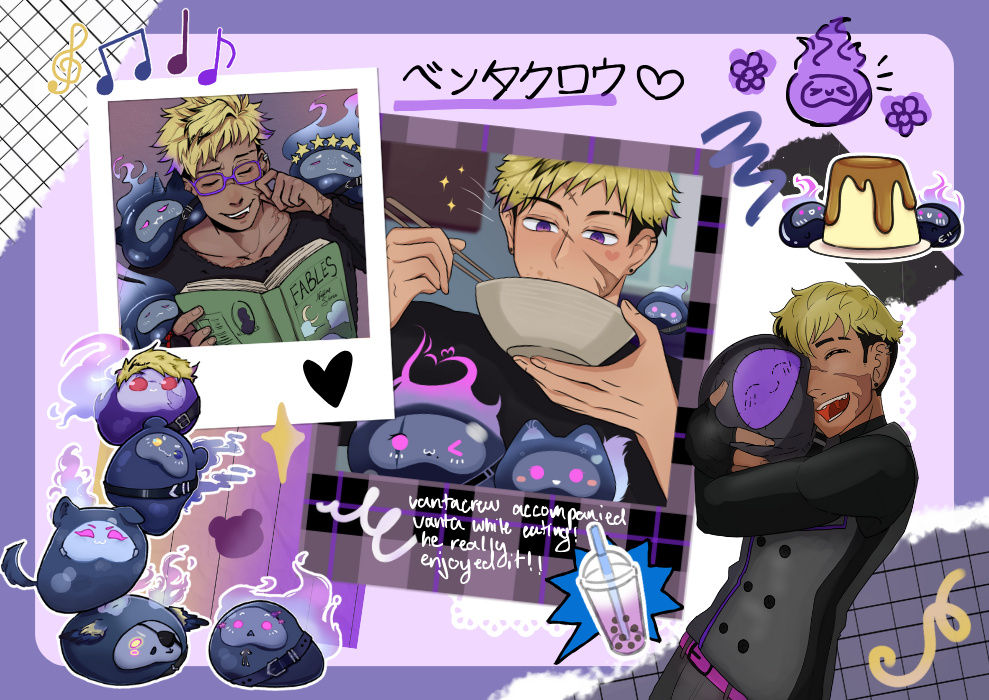 ベンタクロウ♡
FABLES
vantacrew accompanied
vanta while eating!
he really
enjoyed it!!